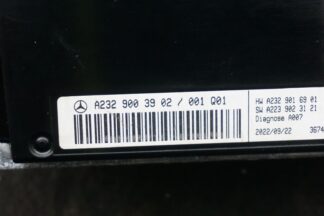 A232 900 39 02 / 001 Q01
HW A232 901 69 01
SW A223 902 31 21
Diagnose A007
2022/09/22 3674